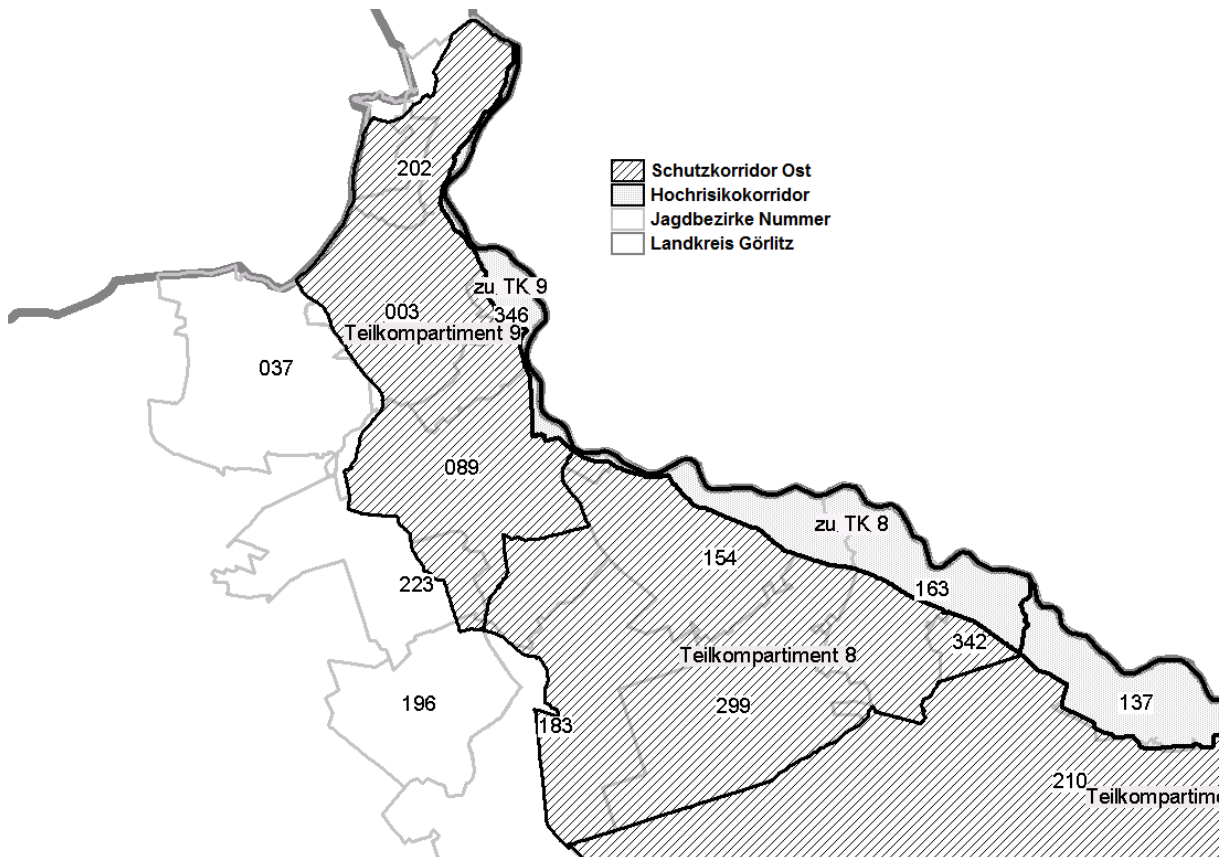 202
Schutzkorridor Ost
Hochrisikokorridor
Jagdbezirke Nummer
Landkreis Görlitz
zu TK 9
003
346
Teilkompartiment 9
037
089
zu TK 8
154
223
163
342
Teilkompartiment 8
196
299
137
183
210
Teilkompartime